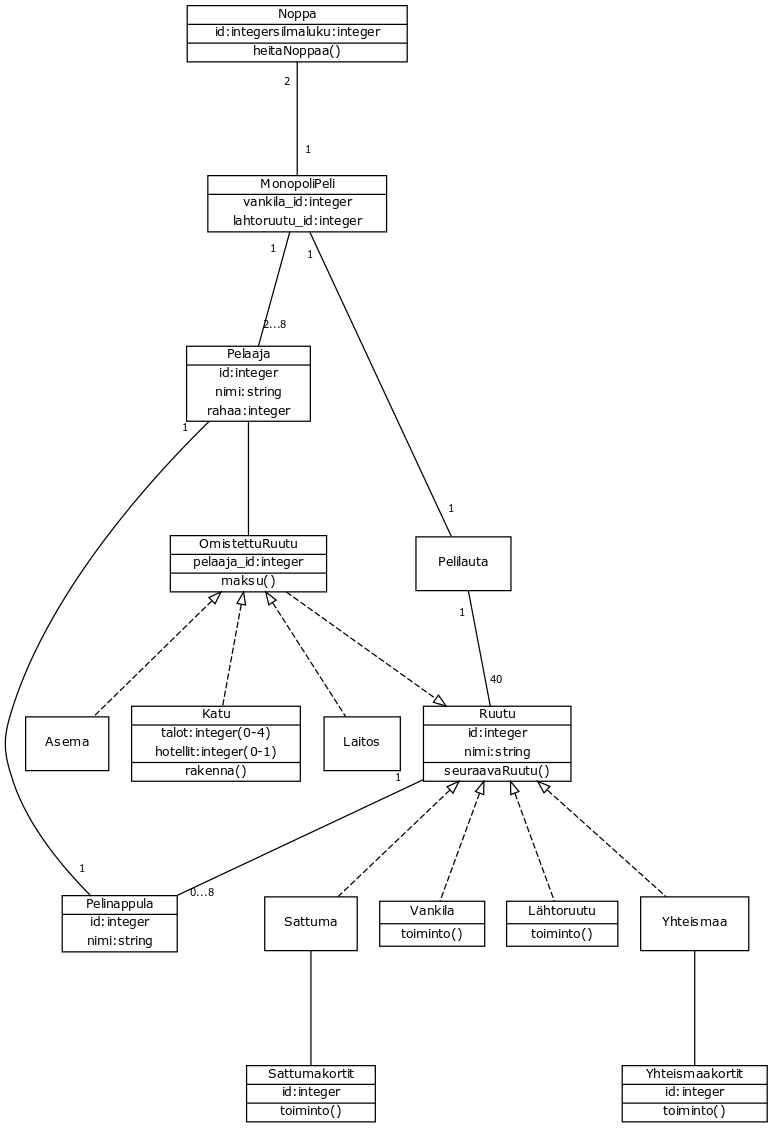 Noppa
id:integersilmaluku:integer
heitaNoppaa()
2
1
MonopoliPeli
vankila_id:integer
lahtoruutu_id:integer
1
1
2...8
Pelaaja
id:integer
nimi:string
rahaa:integer
1
1
OmistettuRuutu
pelaaja_id:integer
maksu()
Pelilauta
1
40
Asema
Katu
talot:integer(0-4)
hotellit:integer(0-1)
rakenna()
Laitos
Ruutu
id:integer
nimi:string
seuraavaRuutu()
1
1
0...8
Pelinappula
id:integer
nimi:string
Sattuma
Vankila
toiminto()
Lähtoruutu
toiminto()
Yhteismaa
Sattumakortit
id:integer
toiminto()
Yhteismaakortit
id:integer
toiminto()